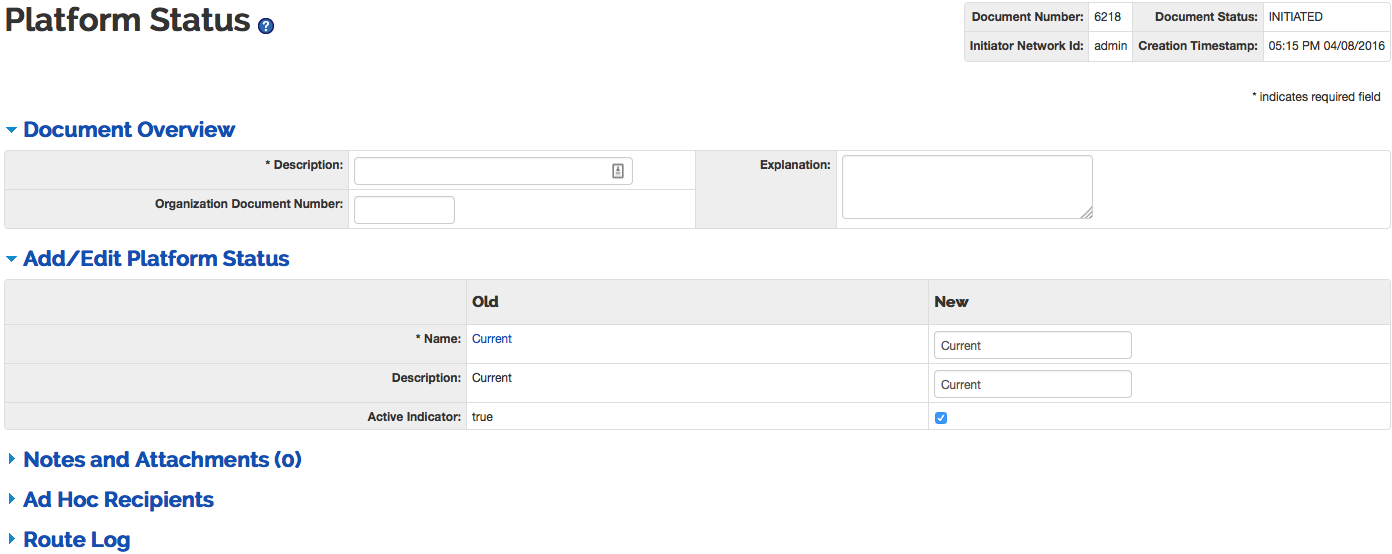 Platform Status ?
Document Number: 6218 Document Status: INITIATED
Initiator Network Id: admin Creation Timestamp: 05:15 PM 04/08/2016
* indicates required field
Document Overview
* Description: Explanation:
Organization Document Number:
Add/Edit Platform Status
Old New
* Name: Current Current
Description: Current Current
Active Indicator: true
Notes and Attachments (0)
Ad Hoc Recipients
Route Log